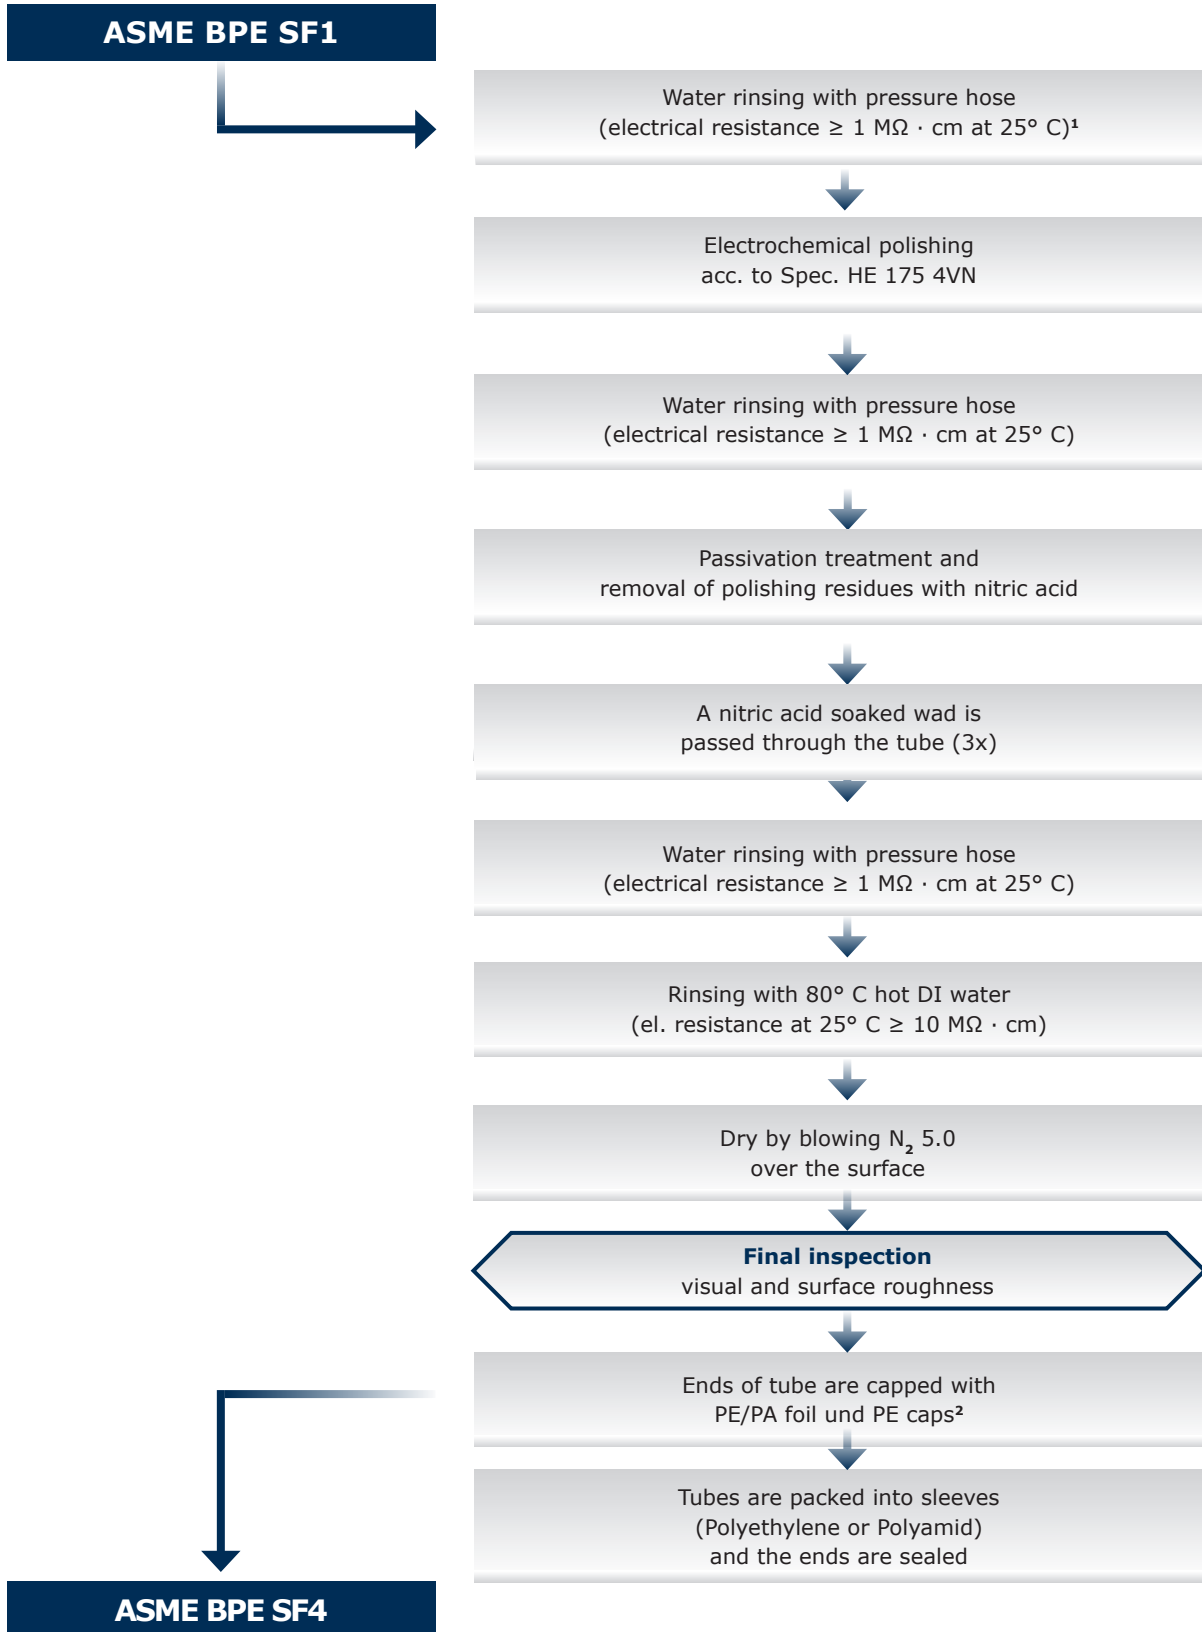 ASME BPE SF1
Water rinsing with pressure hose
(electrical resistance ≥ 1 MΩ · cm at 25° C)¹
Electrochemical polishing
acc. to Spec. HE 175 4VN
Water rinsing with pressure hose
(electrical resistance ≥ 1 MΩ · cm at 25° C)
Passivation treatment and
removal of polishing residues with nitric acid
A nitric acid soaked wad is
passed through the tube (3x)
Water rinsing with pressure hose
(electrical resistance ≥ 1 MΩ · cm at 25° C)
Rinsing with 80° C hot DI water
(el. resistance at 25° C ≥ 10 MΩ · cm)
Dry by blowing N₂ 5.0
over the surface
Final inspection
visual and surface roughness
Ends of tube are capped with
PE/PA foil und PE caps²
Tubes are packed into sleeves
(Polyethylene or Polyamid)
and the ends are sealed
ASME BPE SF4